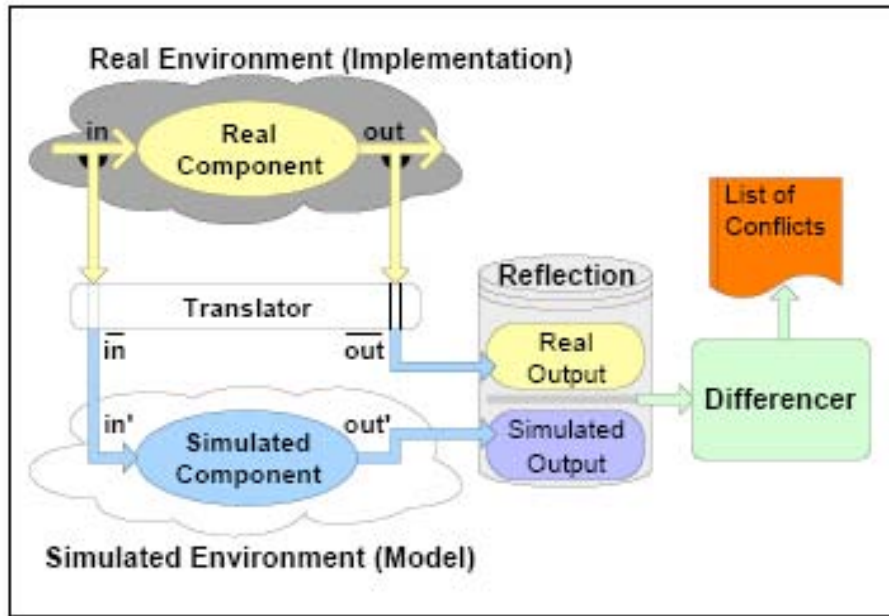 Real Environment (Implementation)
in
Real
Component
out
List of
Conflicts
Reflection
Translator
in
out
Real
Output
Differencer
in'
Simulated
Component
out'
Simulated
Output
Simulated Environment (Model)